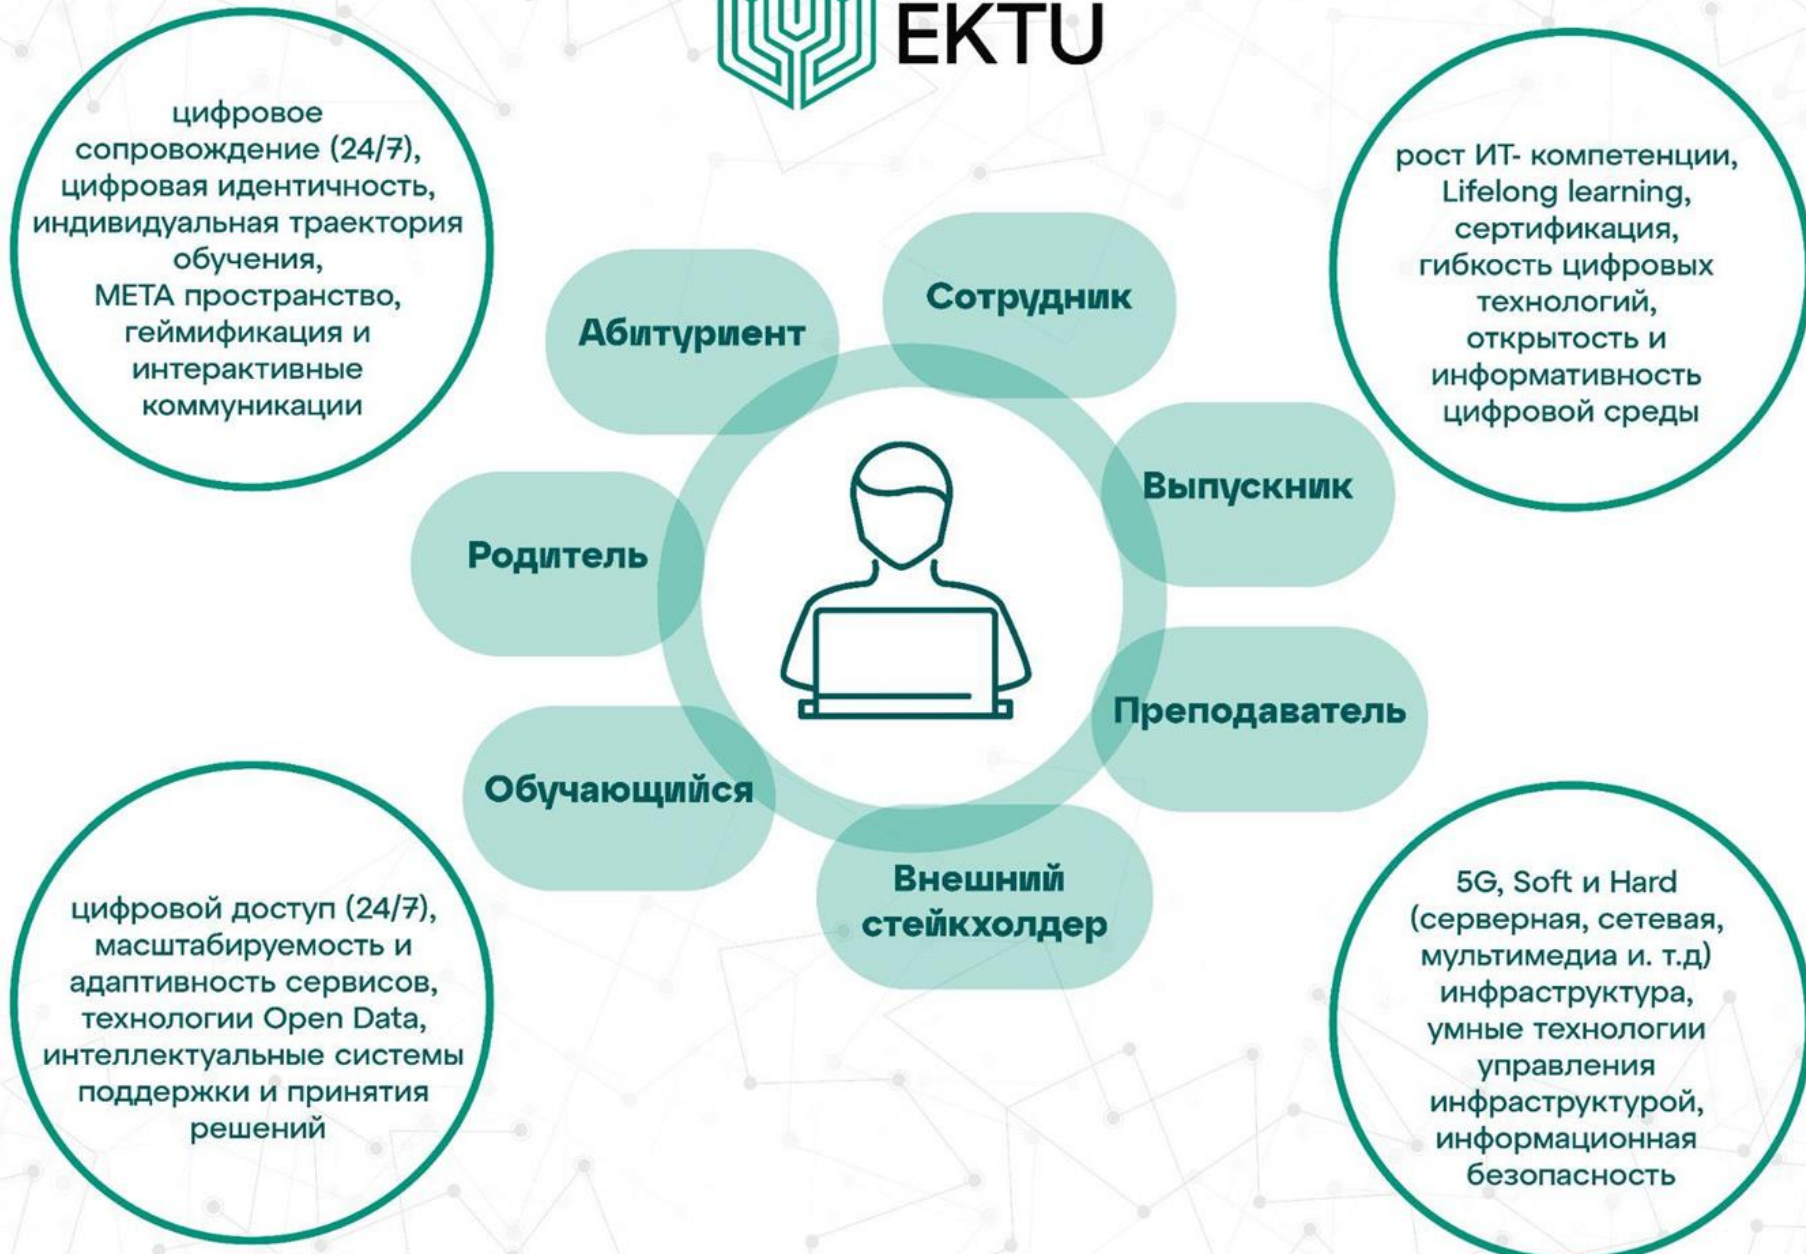 EKTU
цифровое
сопровождение (24/7),
цифровая идентичность,
индивидуальная траектория
обучения,
МЕТА пространство,
геймификация и
интерактивные
коммуникации
рост ИТ- компетенции,
Lifelong learning,
сертификация,
гибкость цифровых
технологий,
открытость и
информативность
цифровой среды
Абитуриент
Сотрудник
Выпускник
Родитель
Преподаватель
Обучающийся
Внешний
стейкхолдер
цифровой доступ (24/7),
масштабируемость и
адаптивность сервисов,
технологии Open Data,
интеллектуальные системы
поддержки и принятия
решений
5G, Soft и Hard
(серверная, сетевая,
мультимедиа и. т.д)
инфраструктура,
умные технологии
управления
инфраструктурой,
информационная
безопасность